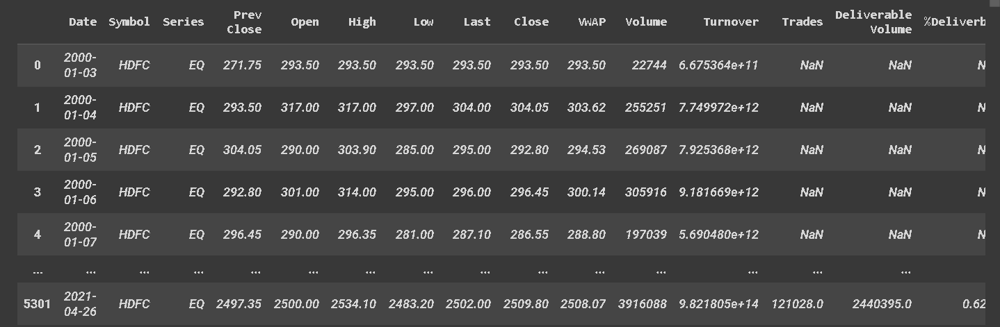 Date Symbol Series Prev Close Open High Low Last Close VWAP Volume Turnover Trades Deliverable Volume %Deliverb
0 2000-01-03 HDFC EQ 271.75 293.50 293.50 293.50 293.50 293.50 293.50 22744 6.675364e+11 NaN NaN N
1 2000-01-04 HDFC EQ 293.50 317.00 317.00 297.00 304.00 304.05 303.62 255251 7.749972e+12 NaN NaN N
2 2000-01-05 HDFC EQ 304.05 290.00 303.90 285.00 295.00 292.80 294.53 269087 7.925368e+12 NaN NaN N
3 2000-01-06 HDFC EQ 292.80 301.00 314.00 295.00 296.00 296.45 300.14 305916 9.181669e+12 NaN NaN N
4 2000-01-07 HDFC EQ 296.45 290.00 296.35 281.00 287.10 286.55 288.80 197039 5.690480e+12 NaN NaN N
... ... ... ... ... ... ... ... ... ... ... ... ... ... ...
5301 2021-04-26 HDFC EQ 2497.35 2500.00 2534.10 2483.20 2502.00 2509.80 2508.07 3916088 9.821805e+14 121028.0 2440395.0 0.62